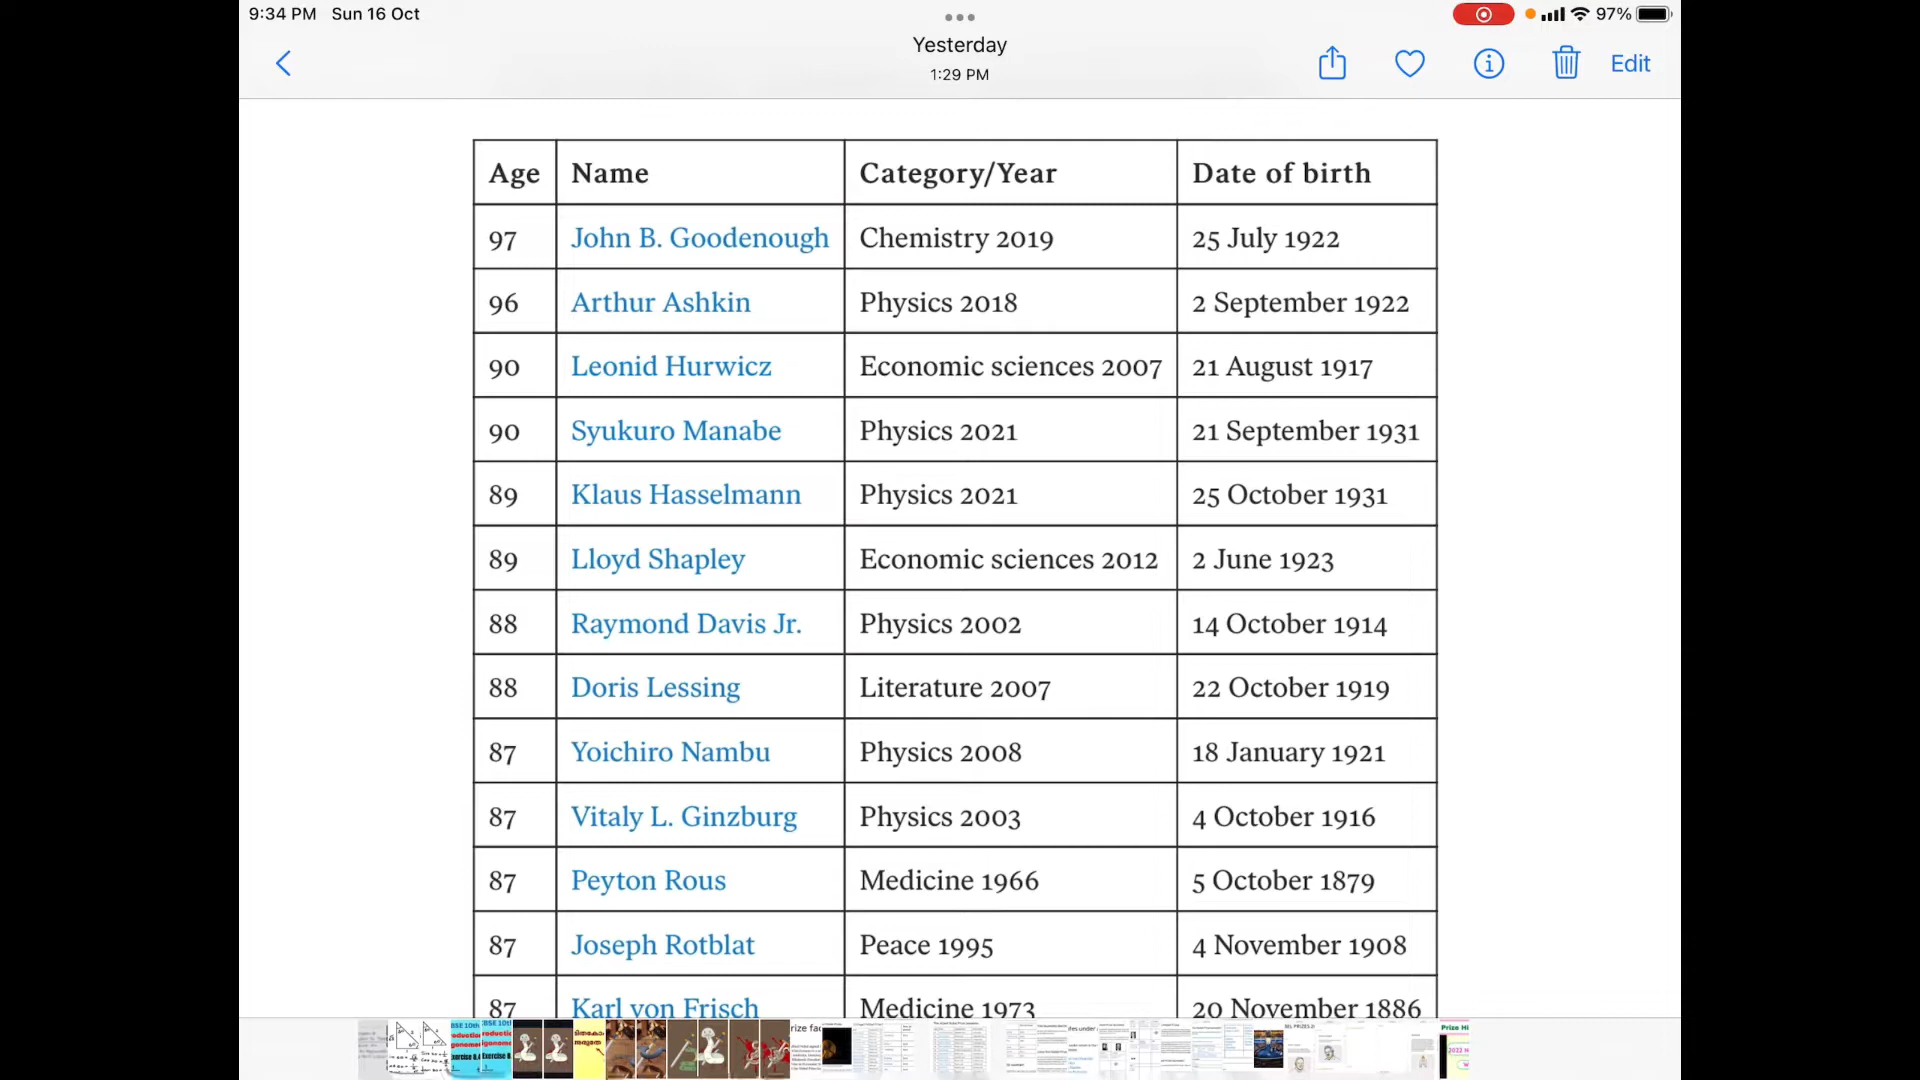 9:34 PM Sun 16 Oct
97%
Yesterday
1:29 PM
Edit
Age Name Category/Year Date of birth
97 John B. Goodenough Chemistry 2019 25 July 1922
96 Arthur Ashkin Physics 2018 2 September 1922
90 Leonid Hurwicz Economic sciences 2007 21 August 1917
90 Syukuro Manabe Physics 2021 21 September 1931
89 Klaus Hasselmann Physics 2021 25 October 1931
89 Lloyd Shapley Economic sciences 2012 2 June 1923
88 Raymond Davis Jr. Physics 2002 14 October 1914
88 Doris Lessing Literature 2007 22 October 1919
87 Yoichiro Nambu Physics 2008 18 January 1921
87 Vitaly L. Ginzburg Physics 2003 4 October 1916
87 Peyton Rous Medicine 1966 5 October 1879
87 Joseph Rotblat Peace 1995 4 November 1908
87 Karl von Frisch Medicine 1973 20 November 1886